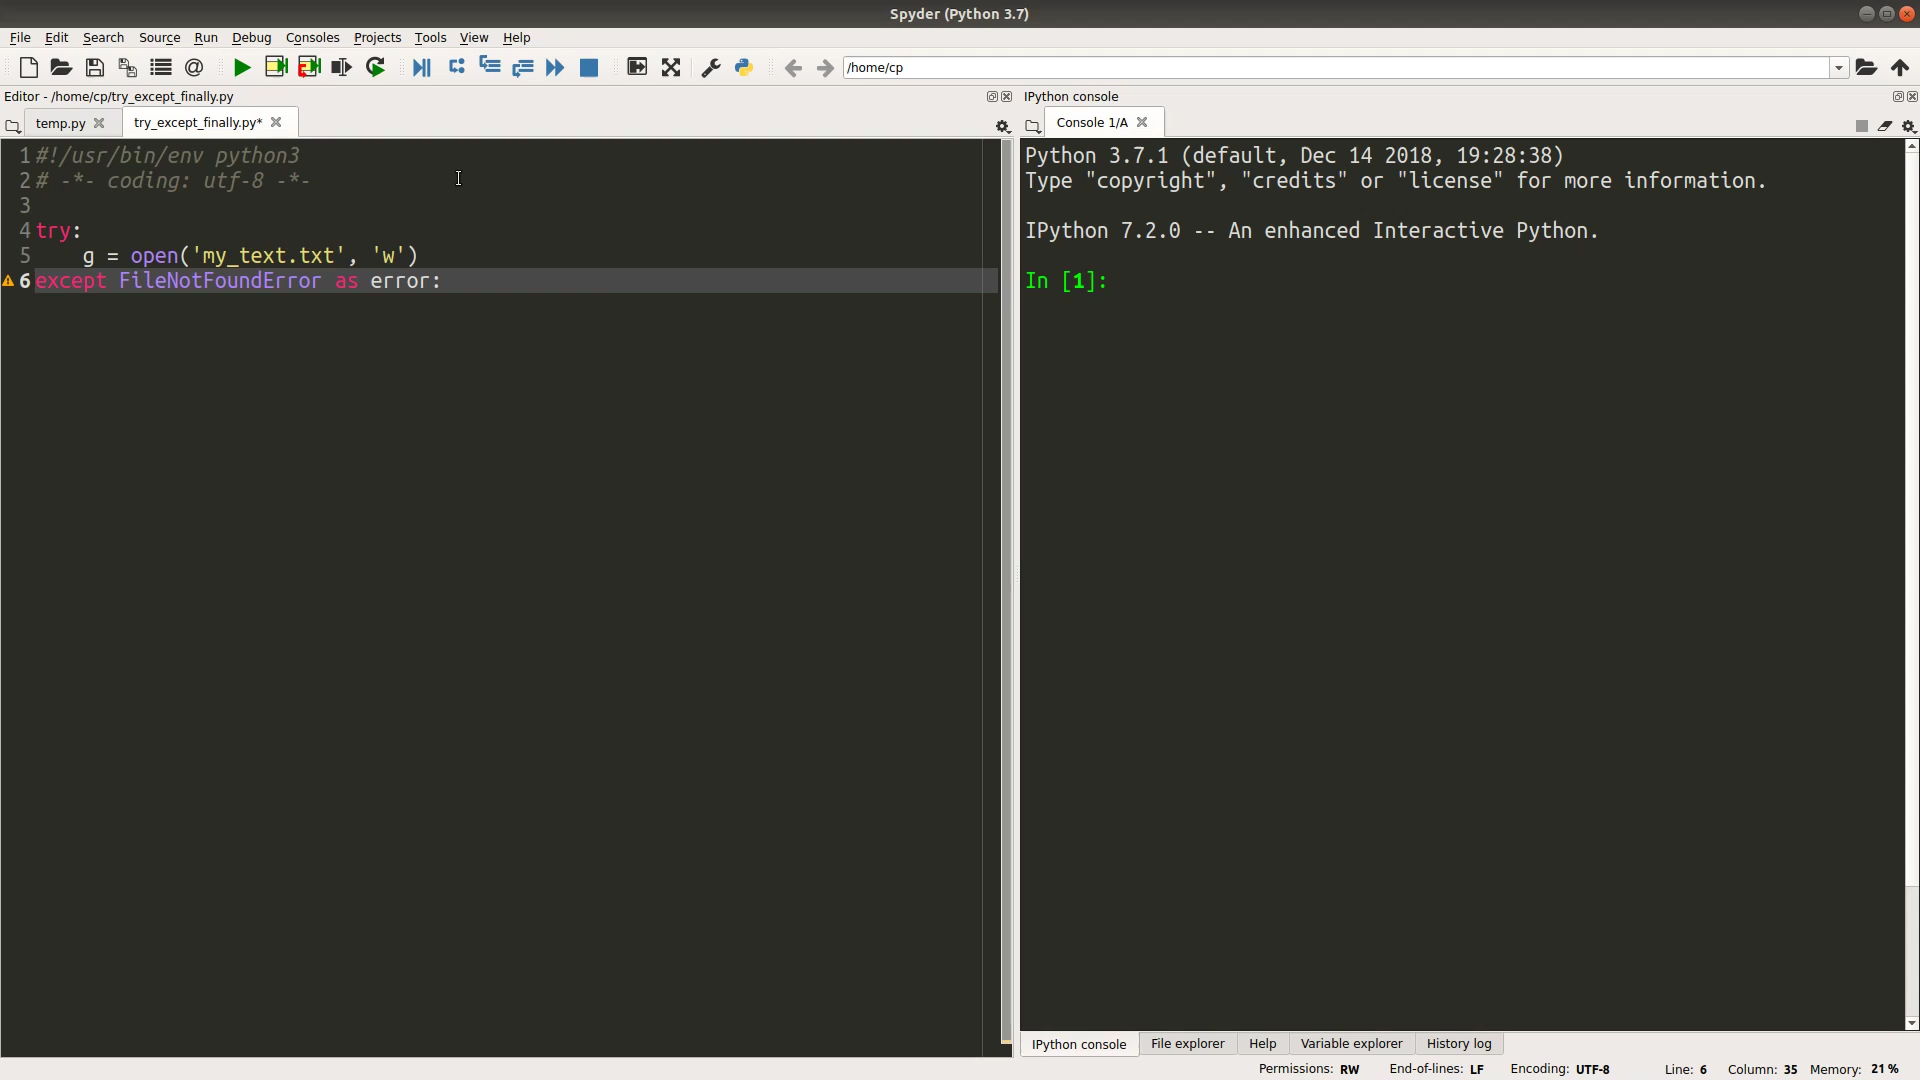 Spyder (Python 3.7)
File Edit Search Source Run Debug Consoles Projects Tools View Help
/home/cp
Editor - /home/cp/try_except_finally.py
temp.py
try_except_finally.py*
1 #!/usr/bin/env python3
2 # -*- coding: utf-8 -*-
3
4 try:
5     g = open('my_text.txt', 'w')
6 except FileNotFoundError as error:
IPython console
Console 1/A
Python 3.7.1 (default, Dec 14 2018, 19:28:38)
Type "copyright", "credits" or "license" for more information.
IPython 7.2.0 -- An enhanced Interactive Python.
In [1]:
IPython console File explorer Help Variable explorer History log
Permissions: RW End-of-lines: LF Encoding: UTF-8 Line: 6 Column: 35 Memory: 21 %